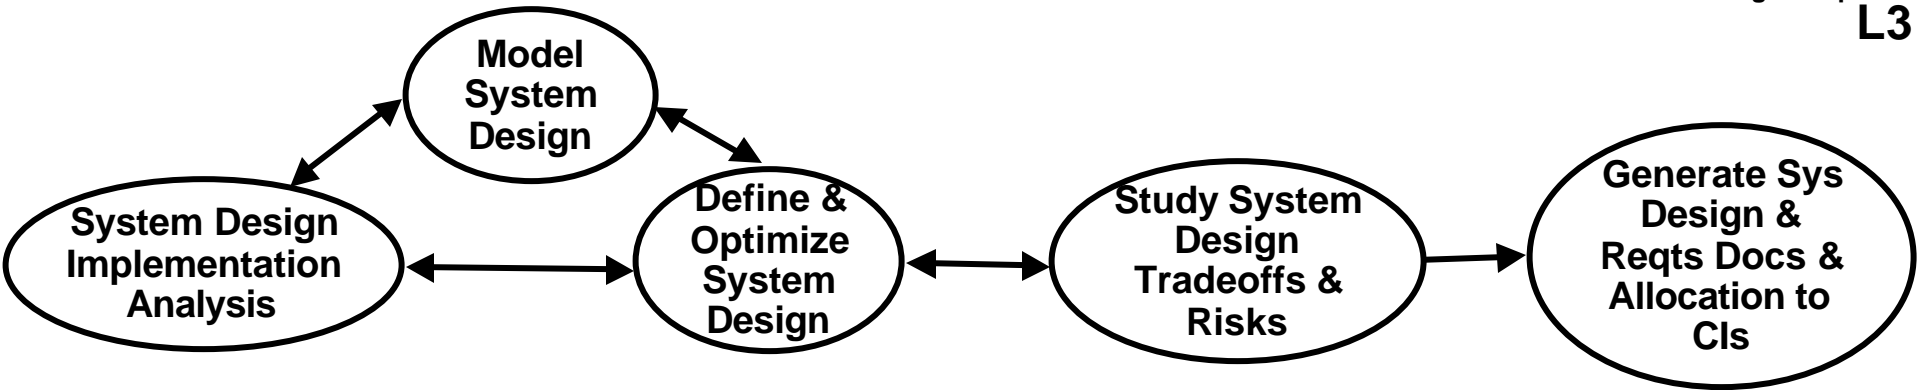 L3
Model
System
Design
System Design
Implementation
Analysis
Define &
Optimize
System
Design
Study System
Design
Tradeoffs &
Risks
Generate Sys
Design &
Reqts Docs &
Allocation to
CIs